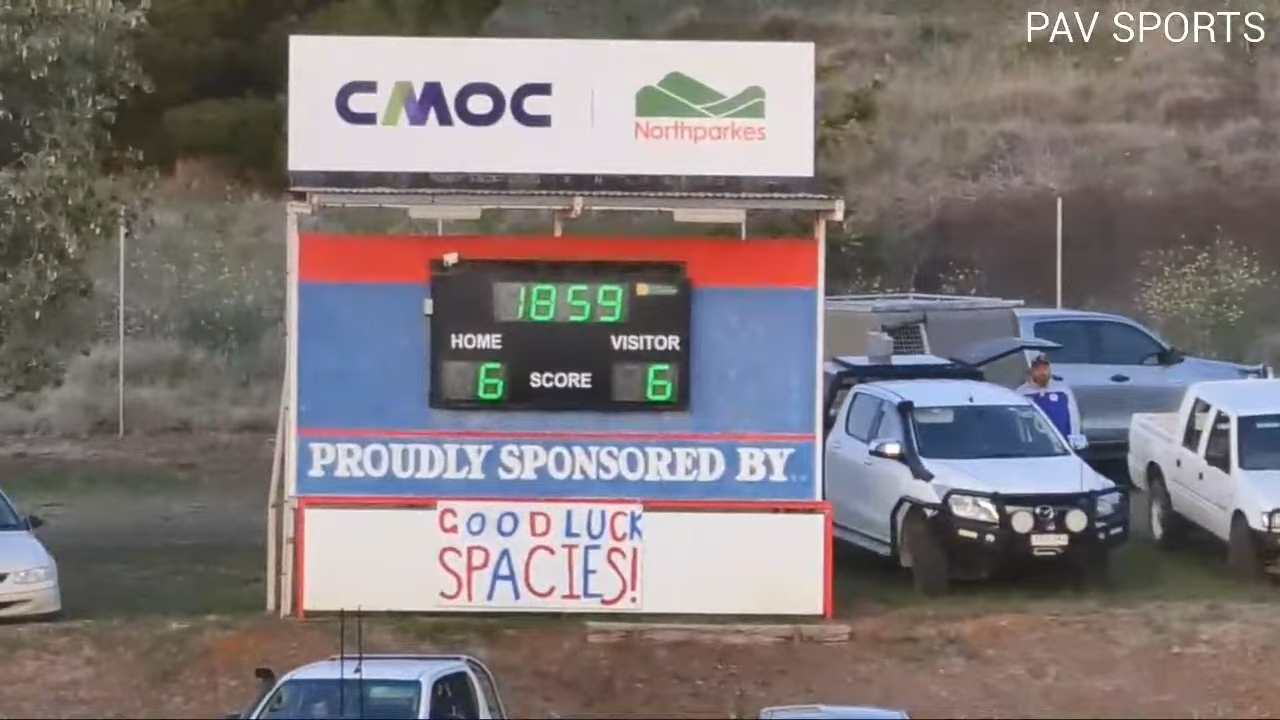 PAV SPORTS
CMOC
Northparkes
1859
HOME
VISITOR
6
SCORE
6
PROUDLY SPONSORED BY
GOOD LUCK
SPACIES!